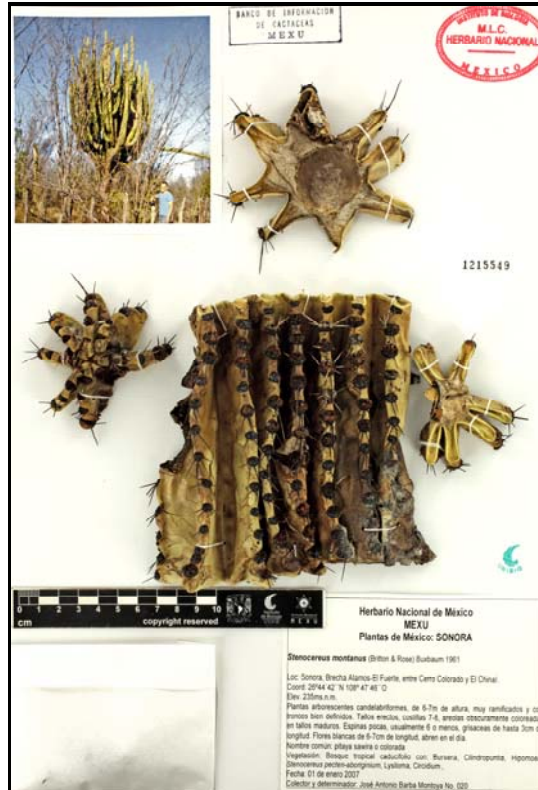 BANCO DE INFORMACION
DE CACTACEAS
MEXU
INSTITUTO DE BIOLOGIA
M.L.C.
HERBARIO NACIONAL
MEXICO
1215549
0 1 2 3 4 5 6 7 8 9 10
cm
copyright reserved
Herbario Nacional de México
MEXU
Plantas de México: SONORA
Stenocereus montanus (Britton & Rose) Buxbaum 1961
Loc: Sonora, Brecha Alamos-El Fuerte, entre Cerro Colorado y El Chinal.
Coord: 26°44' 42" N 108° 47' 46" O
Elev: 235ms.n.m.
Plantas arborescentes candelabriformes, de 6-7m de altura, muy ramificados y co
troncos bien definidos. Tallos erectos, costillas 7-8, areolas obscuramente coloreada
en tallos maduros. Espinas pocas, usualmente 6 o menos, grisaceas de hasta 3cm d
longitud. Flores blancas de 6-7cm de longitud, abren en el día.
Nombre común: pitaya sawira o colorada
Vegetación: Bosque tropical caducifolio con: Bursera, Cilindropuntia, Hipomoe
Stenocereus pecten-aboriginum, Lysiloma, Circidium.,
Fecha: 01 de enero 2007
Colector y determinador: José Antonio Barba Montoya No. 020